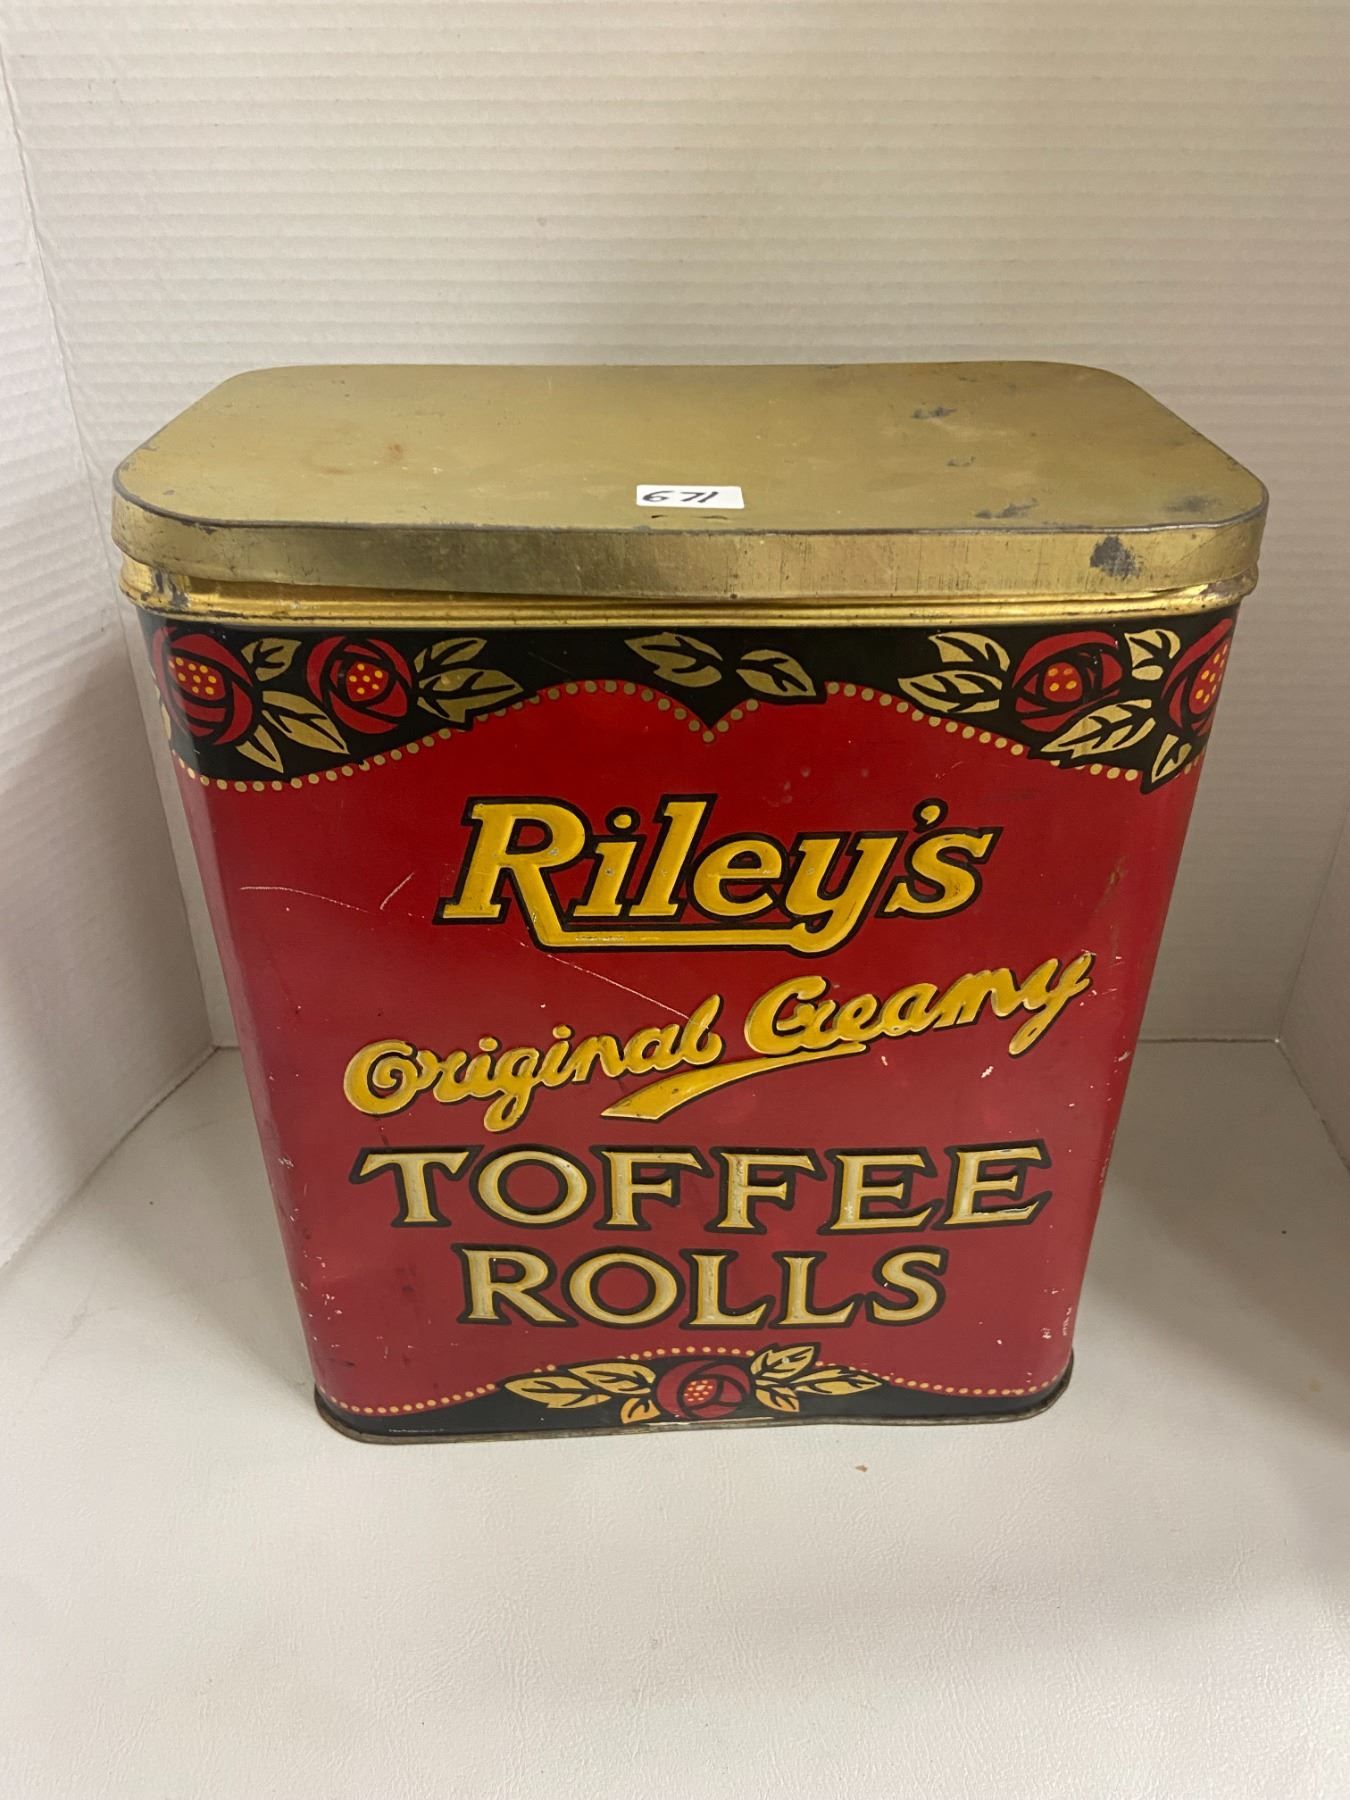 671
Riley's
Original Creamy
TOFFEE
ROLLS